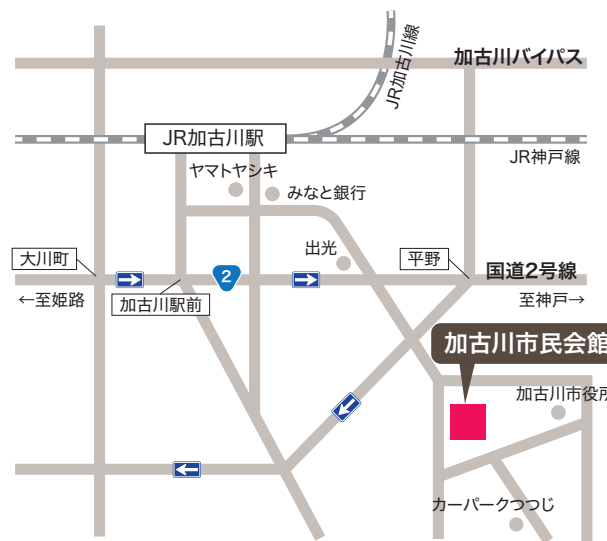 JR加古川線
加古川バイパス
JR加古川駅
JR神戸線
ヤマトヤシキ
みなと銀行
大川町
出光
平野
2
国道2号線
←至姫路
加古川駅前
至神戸→
加古川市民会館
加古川市役所
カーパークつつじ